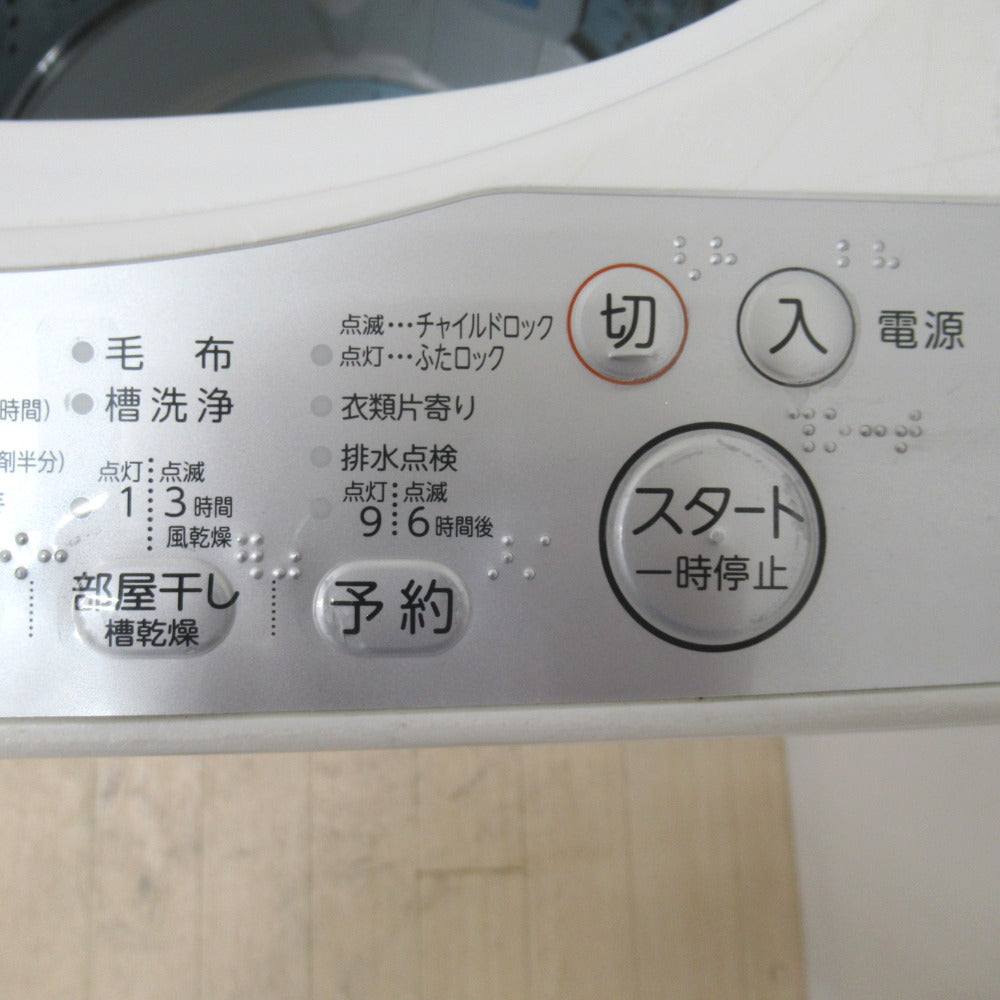 毛布
槽洗浄
点灯 点滅
1 3時間
風乾燥
部屋干し
槽乾燥
時間)
剤半分)
点滅…チャイルドロック
点灯…ふたロック
衣類片寄り
排水点検
点灯 点滅
9 6時間後
予約
切
入
電源
スタート
一時停止